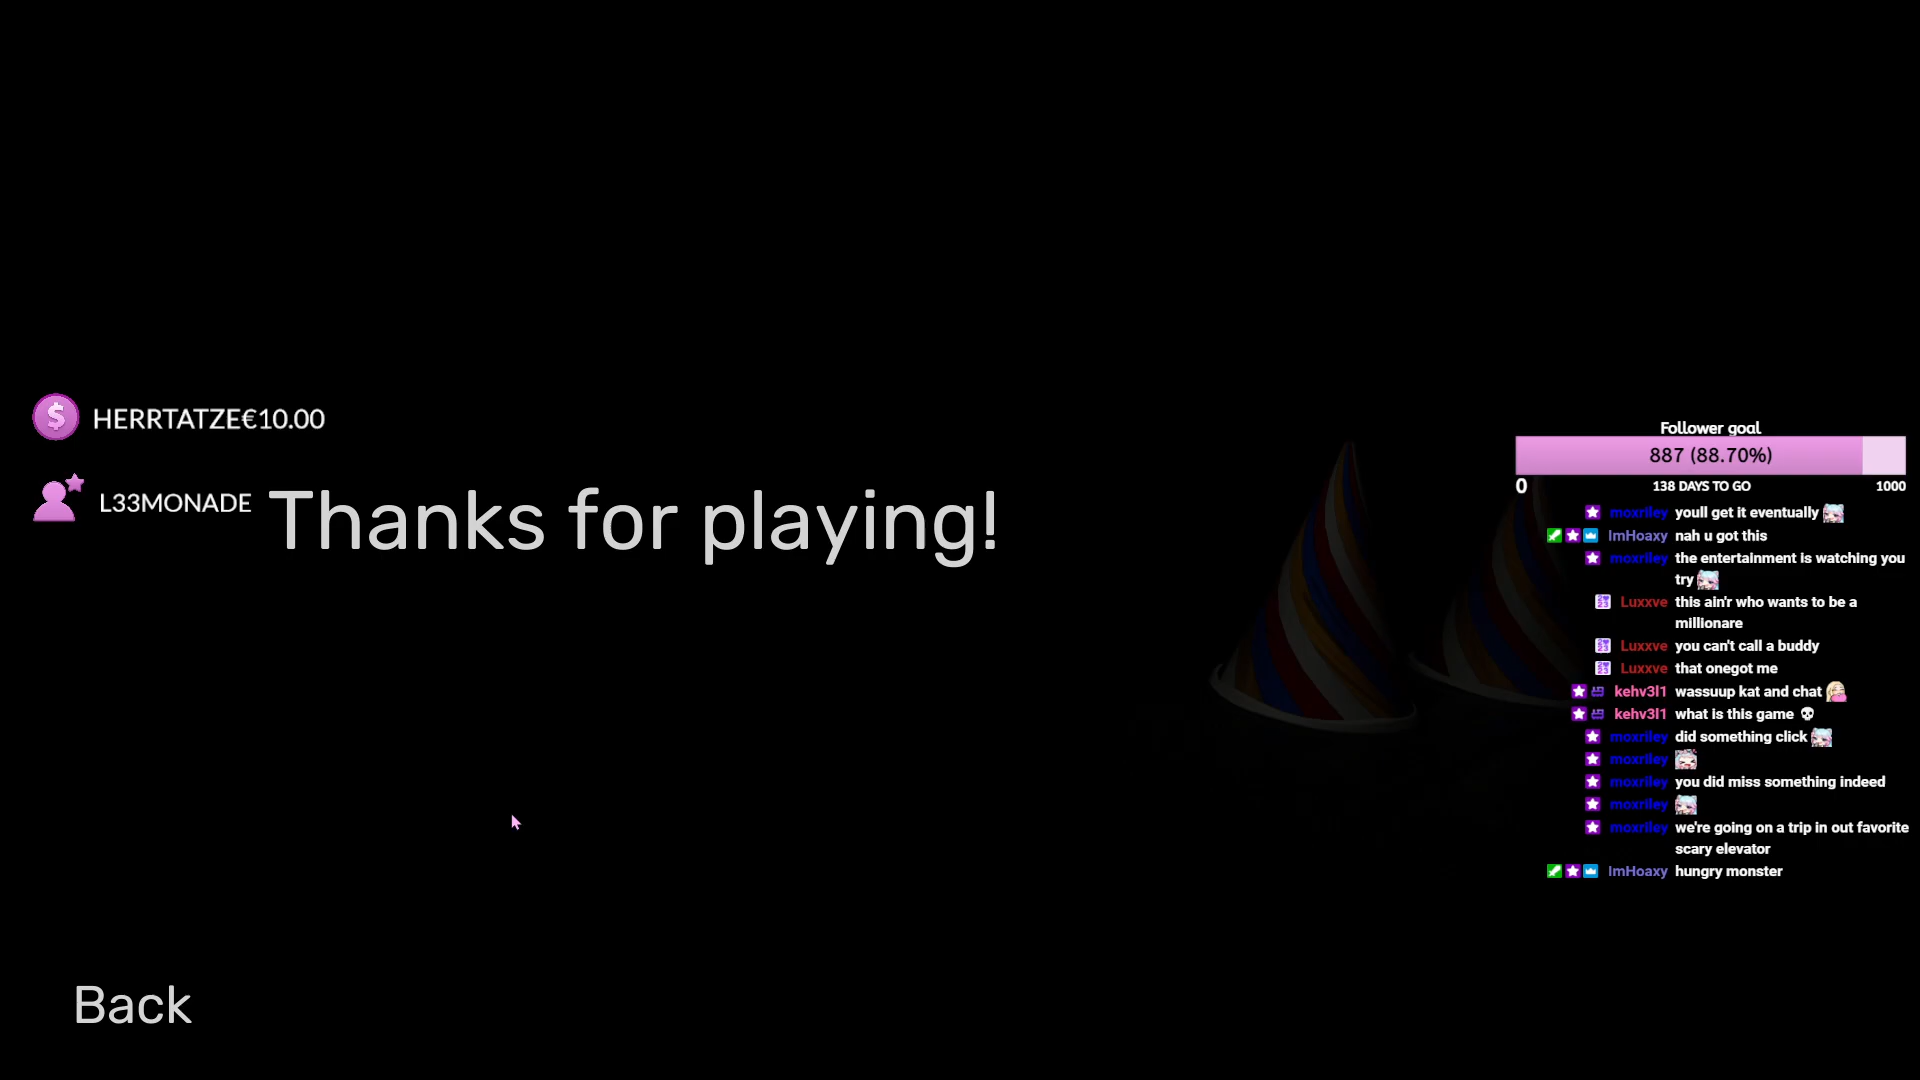 HERRTATZE€10.00
L33MONADE
Thanks for playing!
Back
Follower goal
887 (88.70%)
0 138 DAYS TO GO 1000
moxriley youll get it eventually
ImHoaxy nah u got this
moxriley the entertainment is watching you
try
Luxxve this ain'r who wants to be a
millionare
Luxxve you can't call a buddy
Luxxve that onegot me
kehv3l1 wassuup kat and chat
kehv3l1 what is this game 💀
moxriley did something click
moxriley
moxriley you did miss something indeed
moxriley
moxriley we're going on a trip in out favorite
scary elevator
ImHoaxy hungry monster